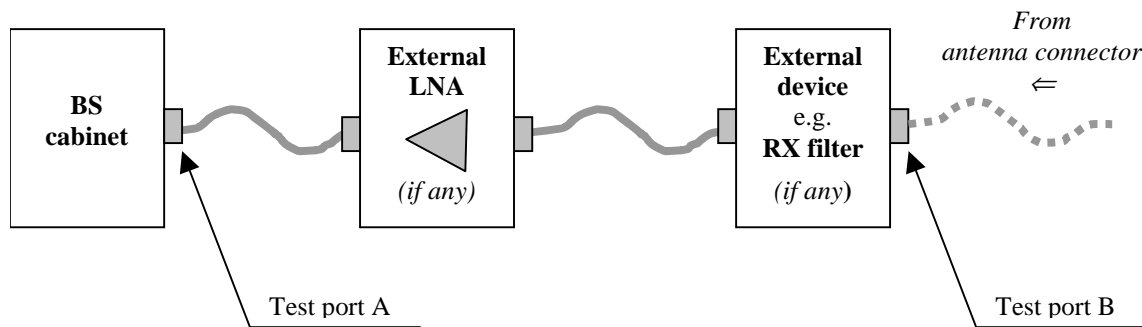 BS
cabinet
External
LNA
(if any)
External
device
e.g.
RX filter
(if any)
From
antenna connector
⇐
Test port A
Test port B